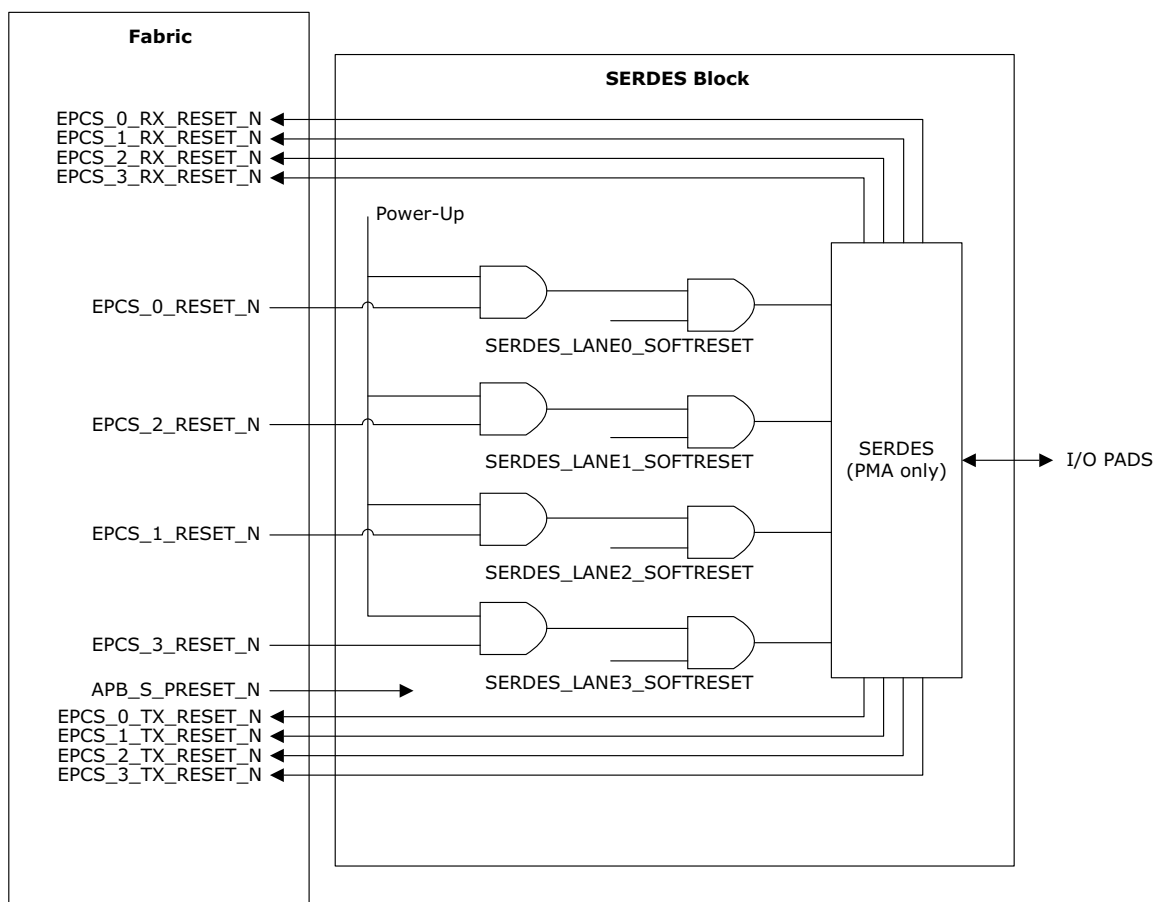 Fabric
SERDES Block
EPCS_0_RX_RESET_N
EPCS_1_RX_RESET_N
EPCS_2_RX_RESET_N
EPCS_3_RX_RESET_N
Power-Up
EPCS_0_RESET_N
SERDES_LANE0_SOFTRESET
EPCS_2_RESET_N
SERDES_LANE1_SOFTRESET
SERDES
(PMA only)
I/O PADS
EPCS_1_RESET_N
SERDES_LANE2_SOFTRESET
EPCS_3_RESET_N
SERDES_LANE3_SOFTRESET
APB_S_PRESET_N
EPCS_0_TX_RESET_N
EPCS_1_TX_RESET_N
EPCS_2_TX_RESET_N
EPCS_3_TX_RESET_N